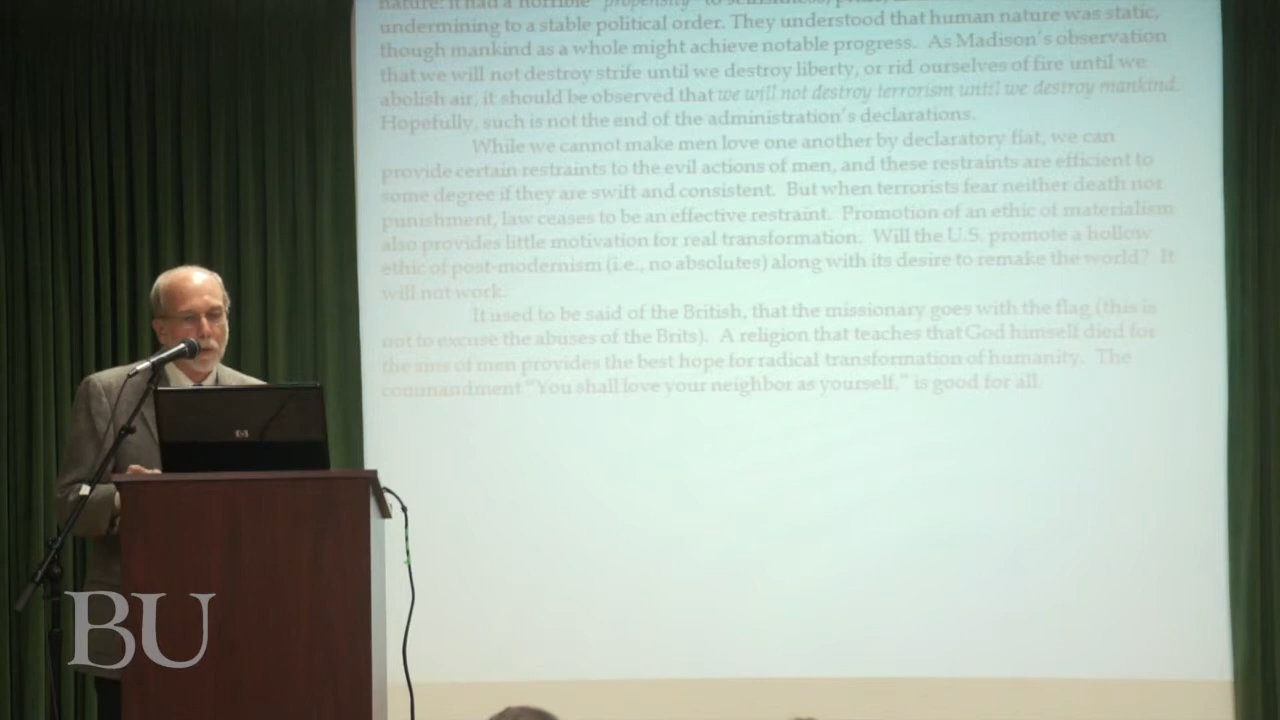 nature. It had a horrible propensity to selfishness,
undermining to a stable political order. They understood that human nature was static,
though mankind as a whole might achieve notable progress. As Madison's observation
that we will not destroy strife until we destroy liberty, or rid ourselves of fire until we
abolish air, it should be observed that we will not destroy terrorism until we destroy mankind.
Hopefully, such is not the end of the administration's declarations.
While we cannot make men love one another by declaratory fiat, we can
provide certain restraints to the evil actions of men, and these restraints are efficient to
some degree if they are swift and consistent. But when terrorists fear neither death nor
punishment, law ceases to be an effective restraint. Promotion of an ethic of materialism
also provides little motivation for real transformation. Will the U.S. promote a hollow
ethic of post-modernism (i.e., no absolutes) along with its desire to remake the world? It
will not work.
It used to be said of the British, that the missionary goes with the flag (this is
not to excuse the abuses of the Brits). A religion that teaches that God himself died for
the sins of men provides the best hope for radical transformation of humanity. The
commandment "You shall love your neighbor as yourself," is good for all.
hp
BU